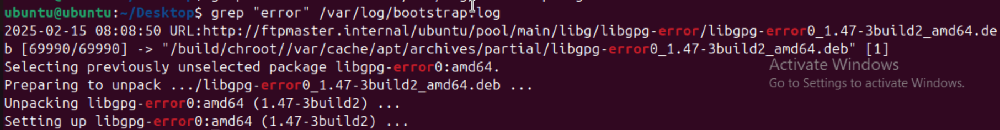 ubuntu@ubuntu:~/Desktop$ grep "error" /var/log/bootstrap.log
2025-02-15 08:08:50 URL:http://ftpmaster.internal/ubuntu/pool/main/libg/libgpg-error/libgpg-error0_1.47-3build2_amd64.de
b [69990/69990] -> "/build/chroot//var/cache/apt/archives/partial/libgpg-error0_1.47-3build2_amd64.deb" [1]
Selecting previously unselected package libgpg-error0:amd64.
Preparing to unpack .../libgpg-error0_1.47-3build2_amd64.deb ...
Unpacking libgpg-error0:amd64 (1.47-3build2) ...
Setting up libgpg-error0:amd64 (1.47-3build2) ...
Activate Windows
Go to Settings to activate Windows.